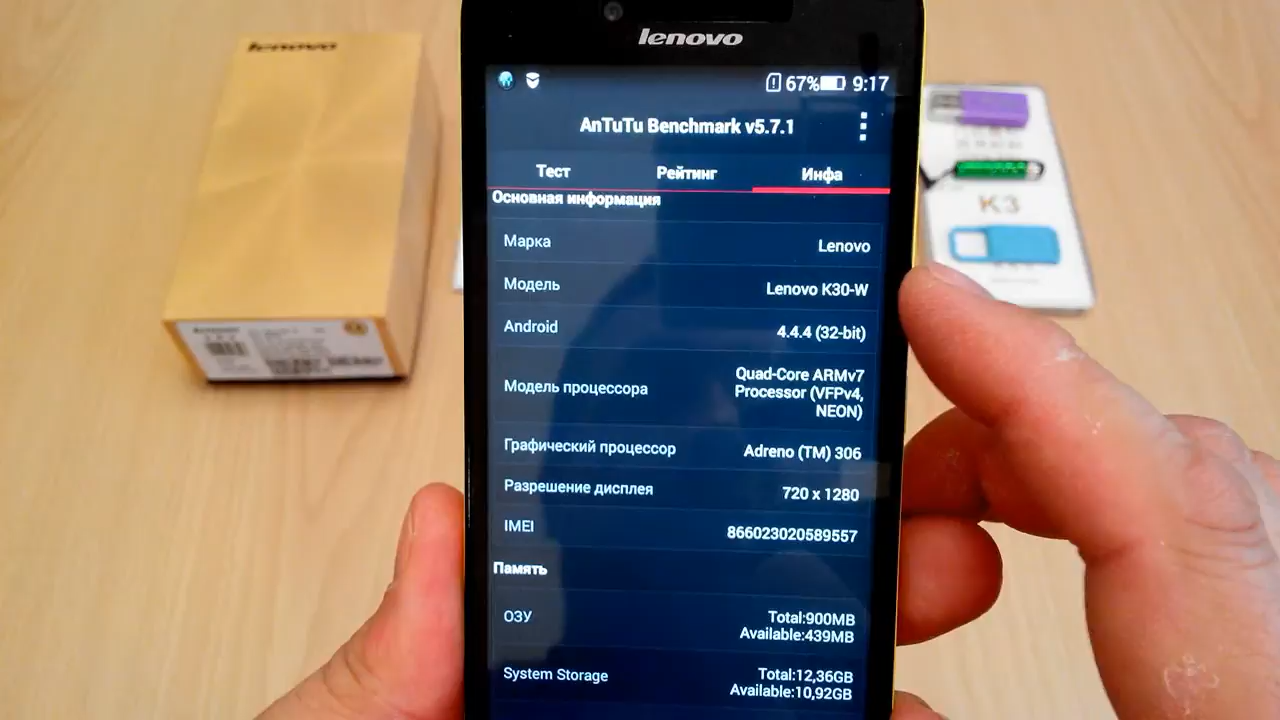 lenovo
lenovo
67% 9:17
AnTuTu Benchmark v5.7.1
Тест Рейтинг Инфа
Основная информация
Марка Lenovo
Модель Lenovo K30-W
Android 4.4.4 (32-bit)
Модель процессора Quad-Core ARMv7
Processor (VFPv4,
NEON)
Графический процессор Adreno (TM) 306
Разрешение дисплея 720 x 1280
IMEI 866023020589557
Память
ОЗУ Total:900MB
Available:439MB
System Storage Total:12,36GB
Available:10,92GB
K3